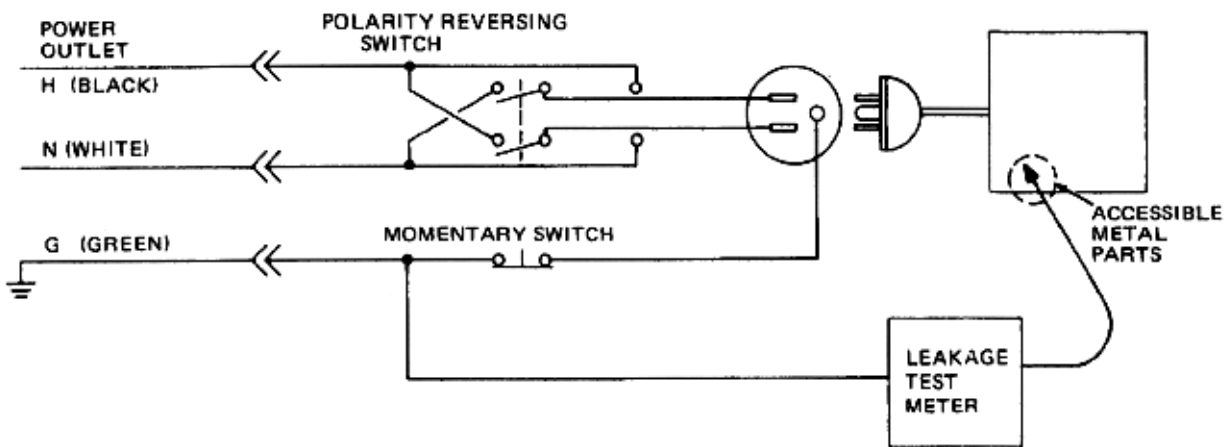 POWER
OUTLET
POLARITY REVERSING
SWITCH
H (BLACK)
N (WHITE)
G (GREEN)
MOMENTARY SWITCH
ACCESSIBLE
METAL
PARTS
LEAKAGE
TEST
METER